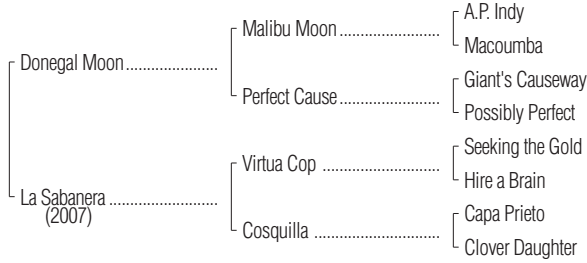 A.P. Indy
Malibu Moon
Macoumba
Donegal Moon
Giant's Causeway
Perfect Cause
Possibly Perfect
Seeking the Gold
Virtua Cop
Hire a Brain
La Sabanera
(2007)
Capa Prieto
Cosquilla
Clover Daughter